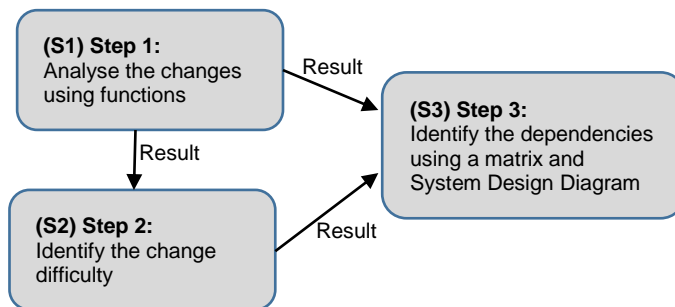 (S1) Step 1:
Analyse the changes
using functions
Result
Result
(S2) Step 2:
Identify the change
difficulty
Result
(S3) Step 3:
Identify the dependencies
using a matrix and
System Design Diagram